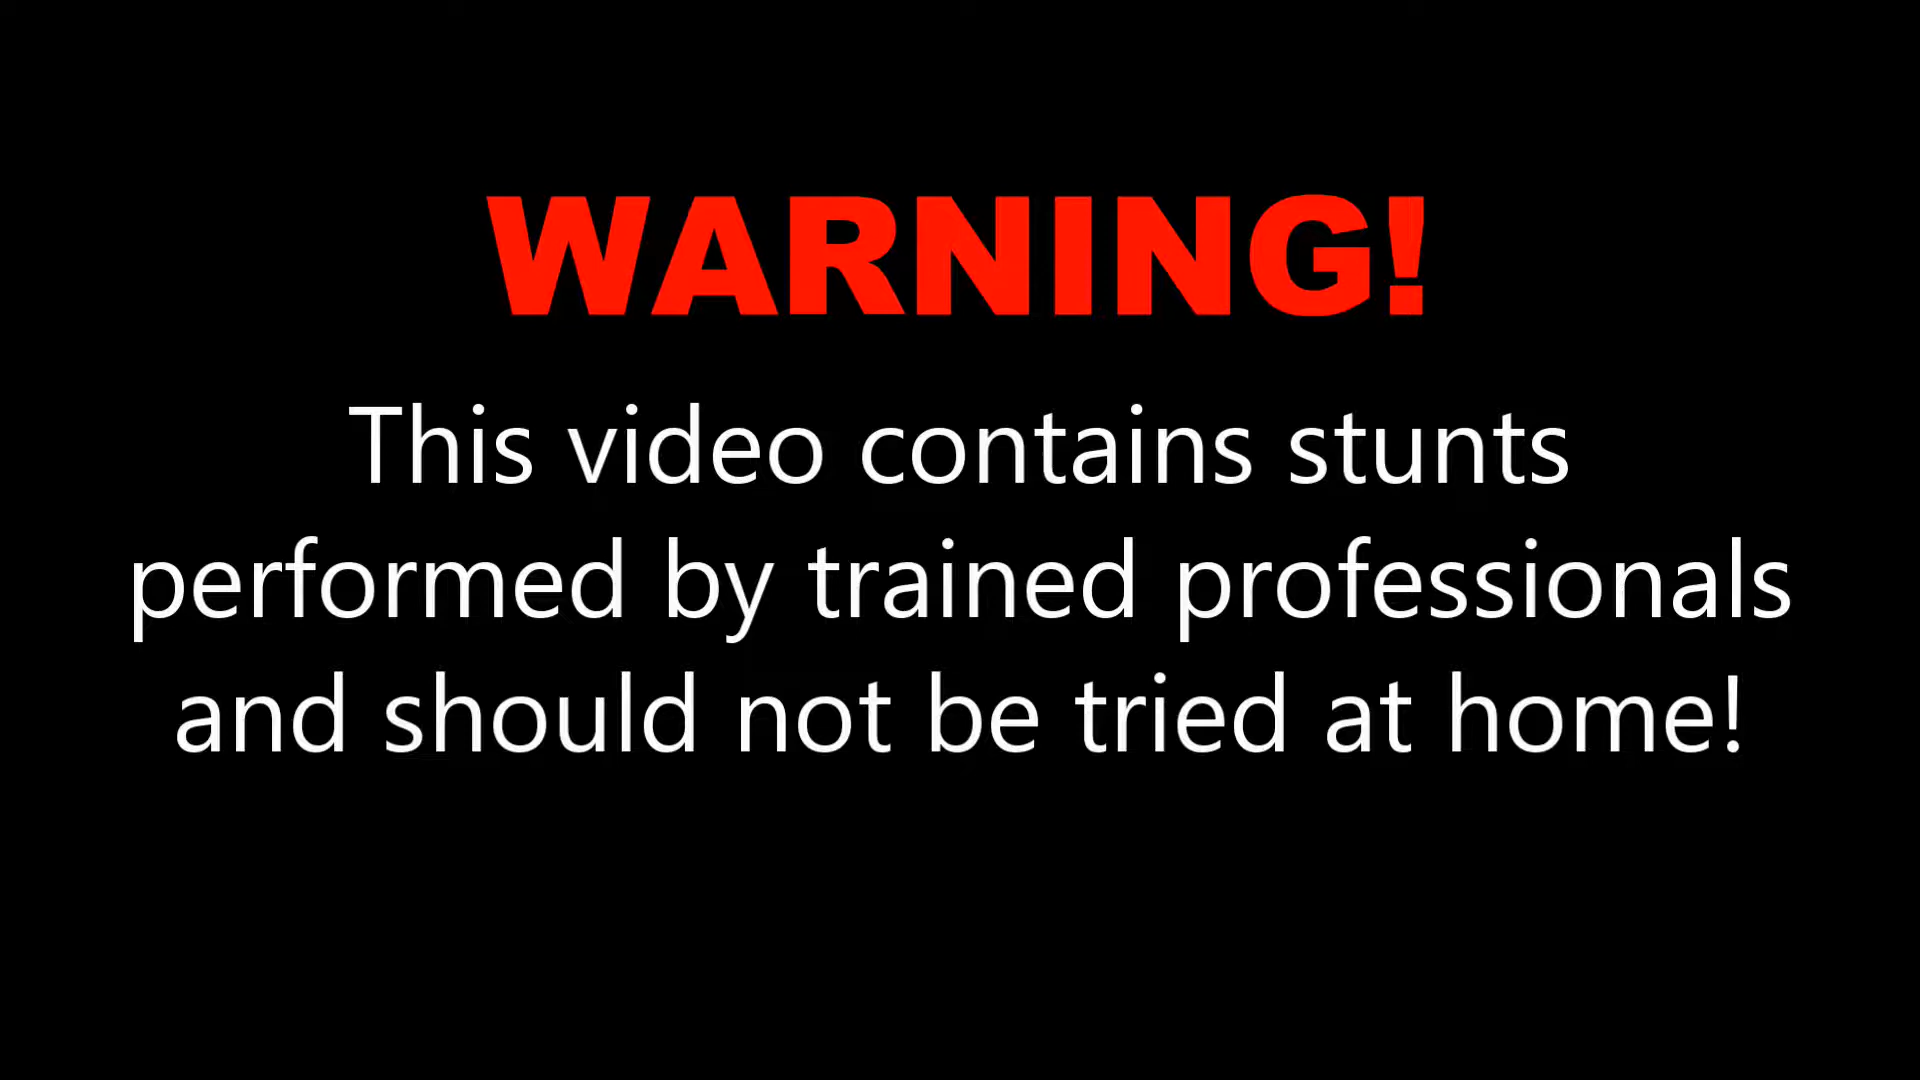 WARNING!
This video contains stunts
performed by trained professionals
and should not be tried at home!